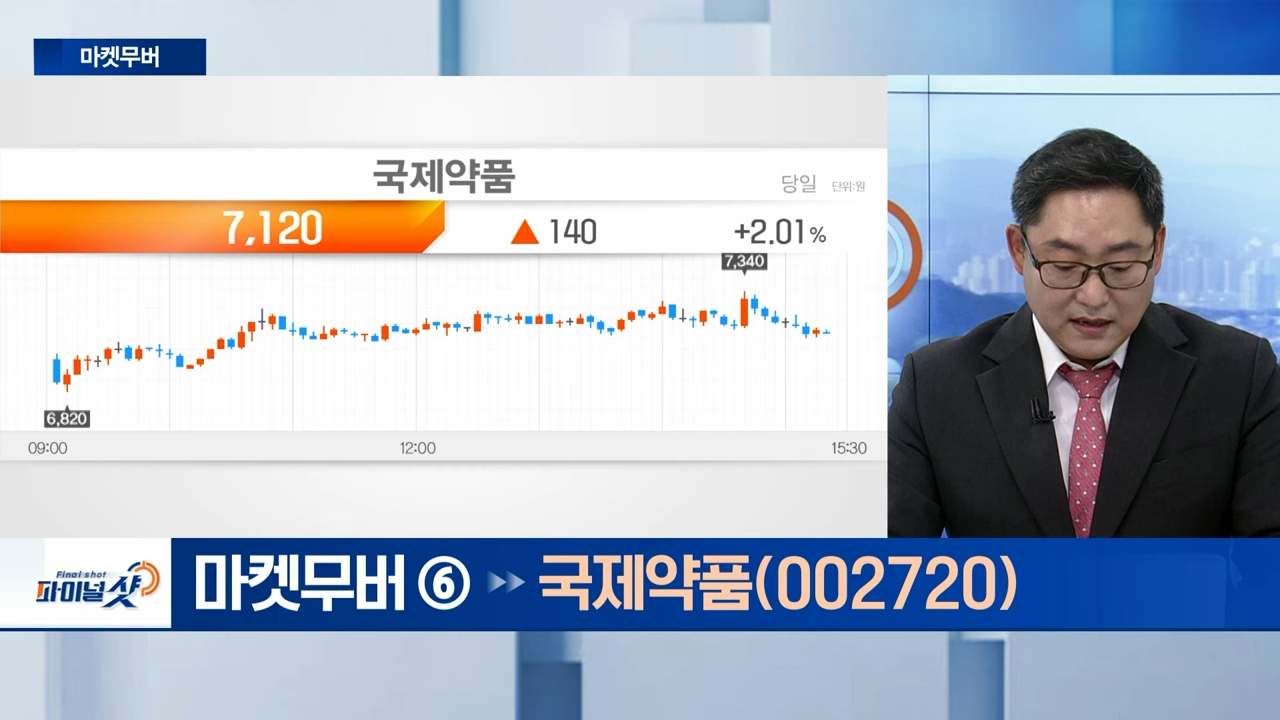 마켓무버
국제약품
당일 단위:원
7,120 ▲ 140 +2.01%
7,340
6,820
09:00 12:00 15:30
Final shot
파이널샷
마켓무버 ⑥ 국제약품(002720)